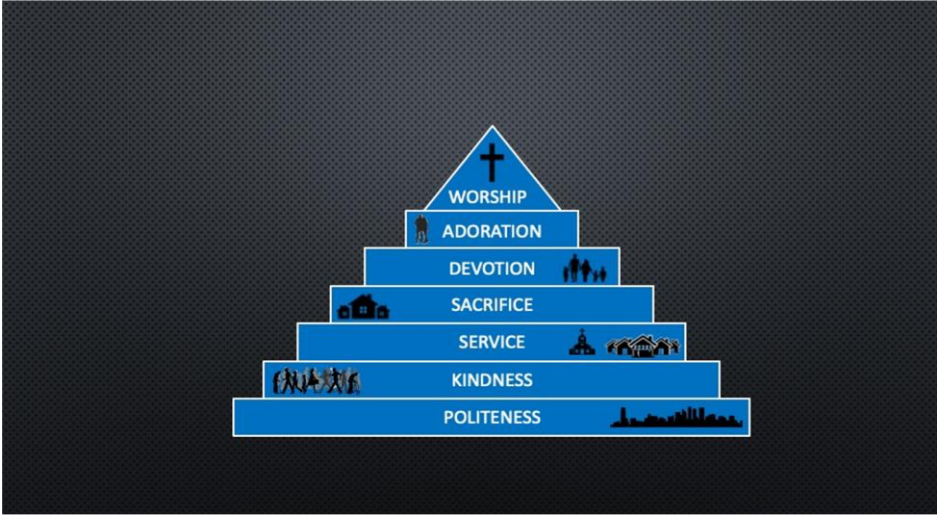 WORSHIP
ADORATION
DEVOTION
SACRIFICE
SERVICE
KINDNESS
POLITENESS